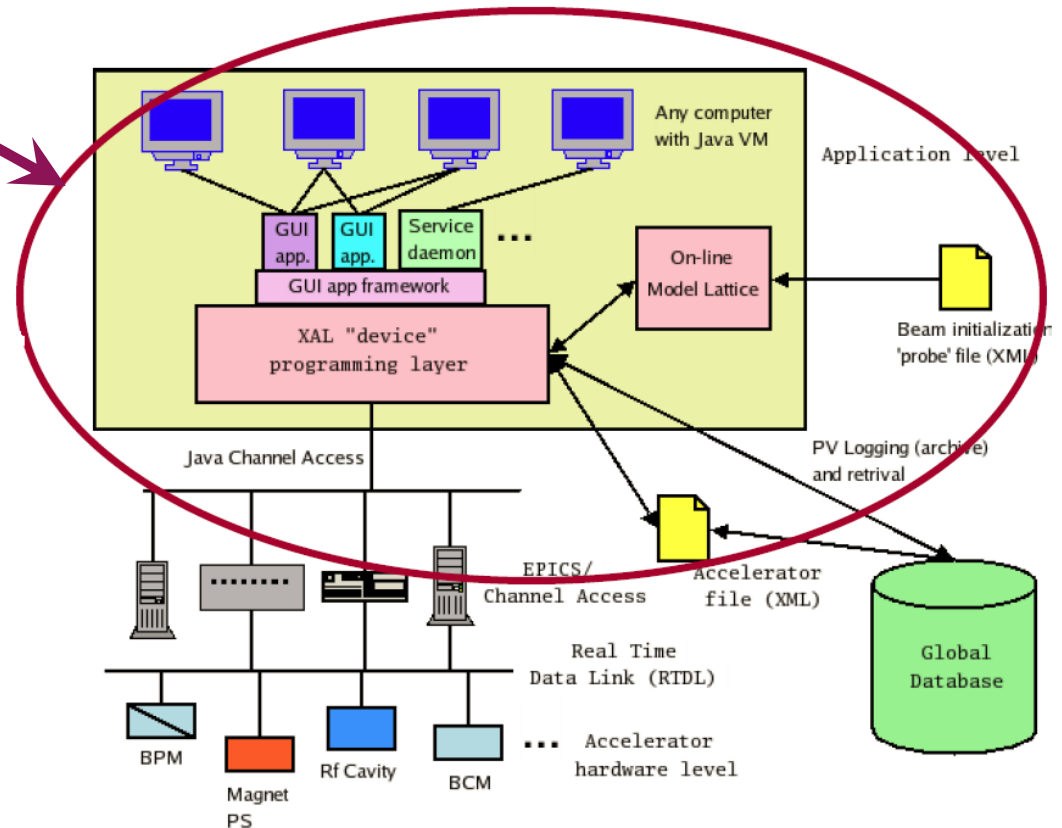 Any computer
with Java VM
Application level
GUI
app.
GUI
app.
Service
daemon
...
GUI app framework
On-line
Model Lattice
XAL "device"
programming layer
Beam initialization
'probe' file (XML)
Java Channel Access
PV Logging (archive)
and retrival
EPICS/
Channel Access
Accelerator
file (XML)
Real Time
Data Link (RTDL)
Global
Database
BPM
Magnet
PS
Rf Cavity
BCM
...
Accelerator
hardware level